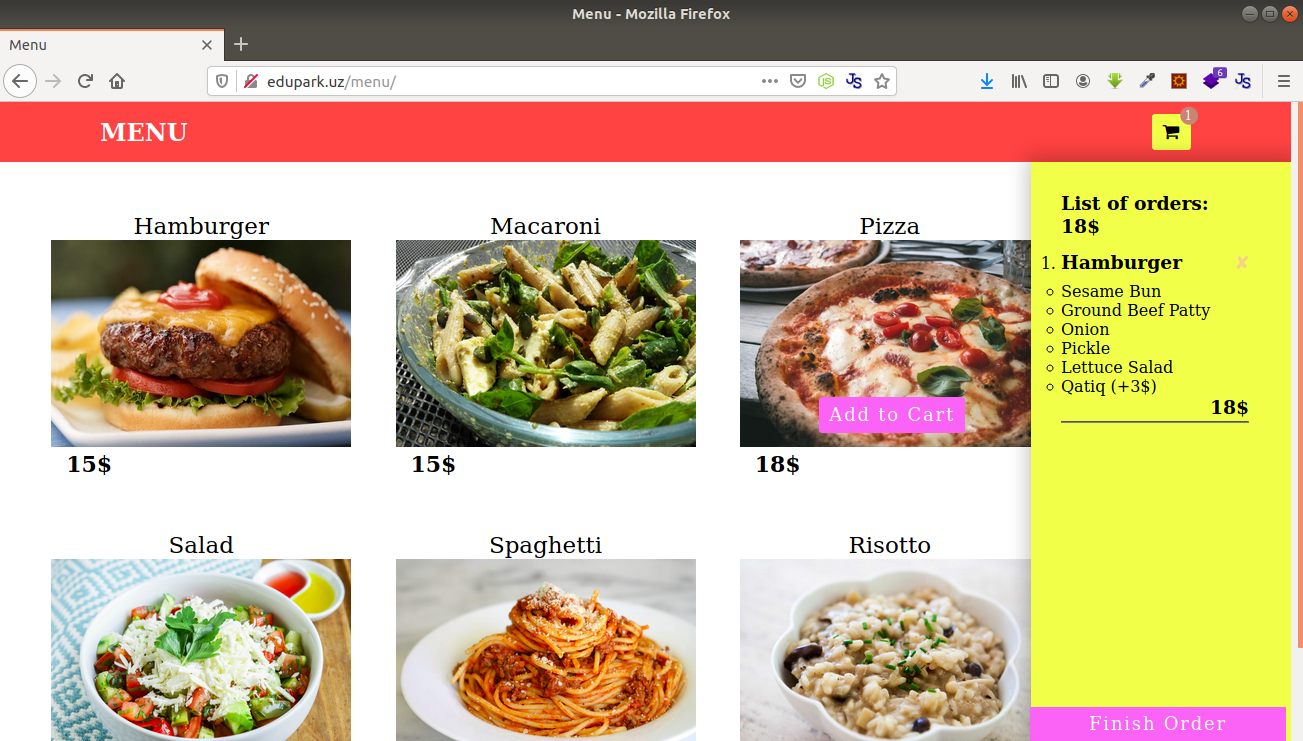 Menu - Mozilla Firefox
Menu
edupark.uz/menu/
6
MENU
1
Hamburger
Macaroni
Pizza
Add to Cart
15$
15$
18$
Salad
Spaghetti
Risotto
List of orders:
18$
1. Hamburger
Sesame Bun
Ground Beef Patty
Onion
Pickle
Lettuce Salad
Qatiq (+3$)
18$
Finish Order